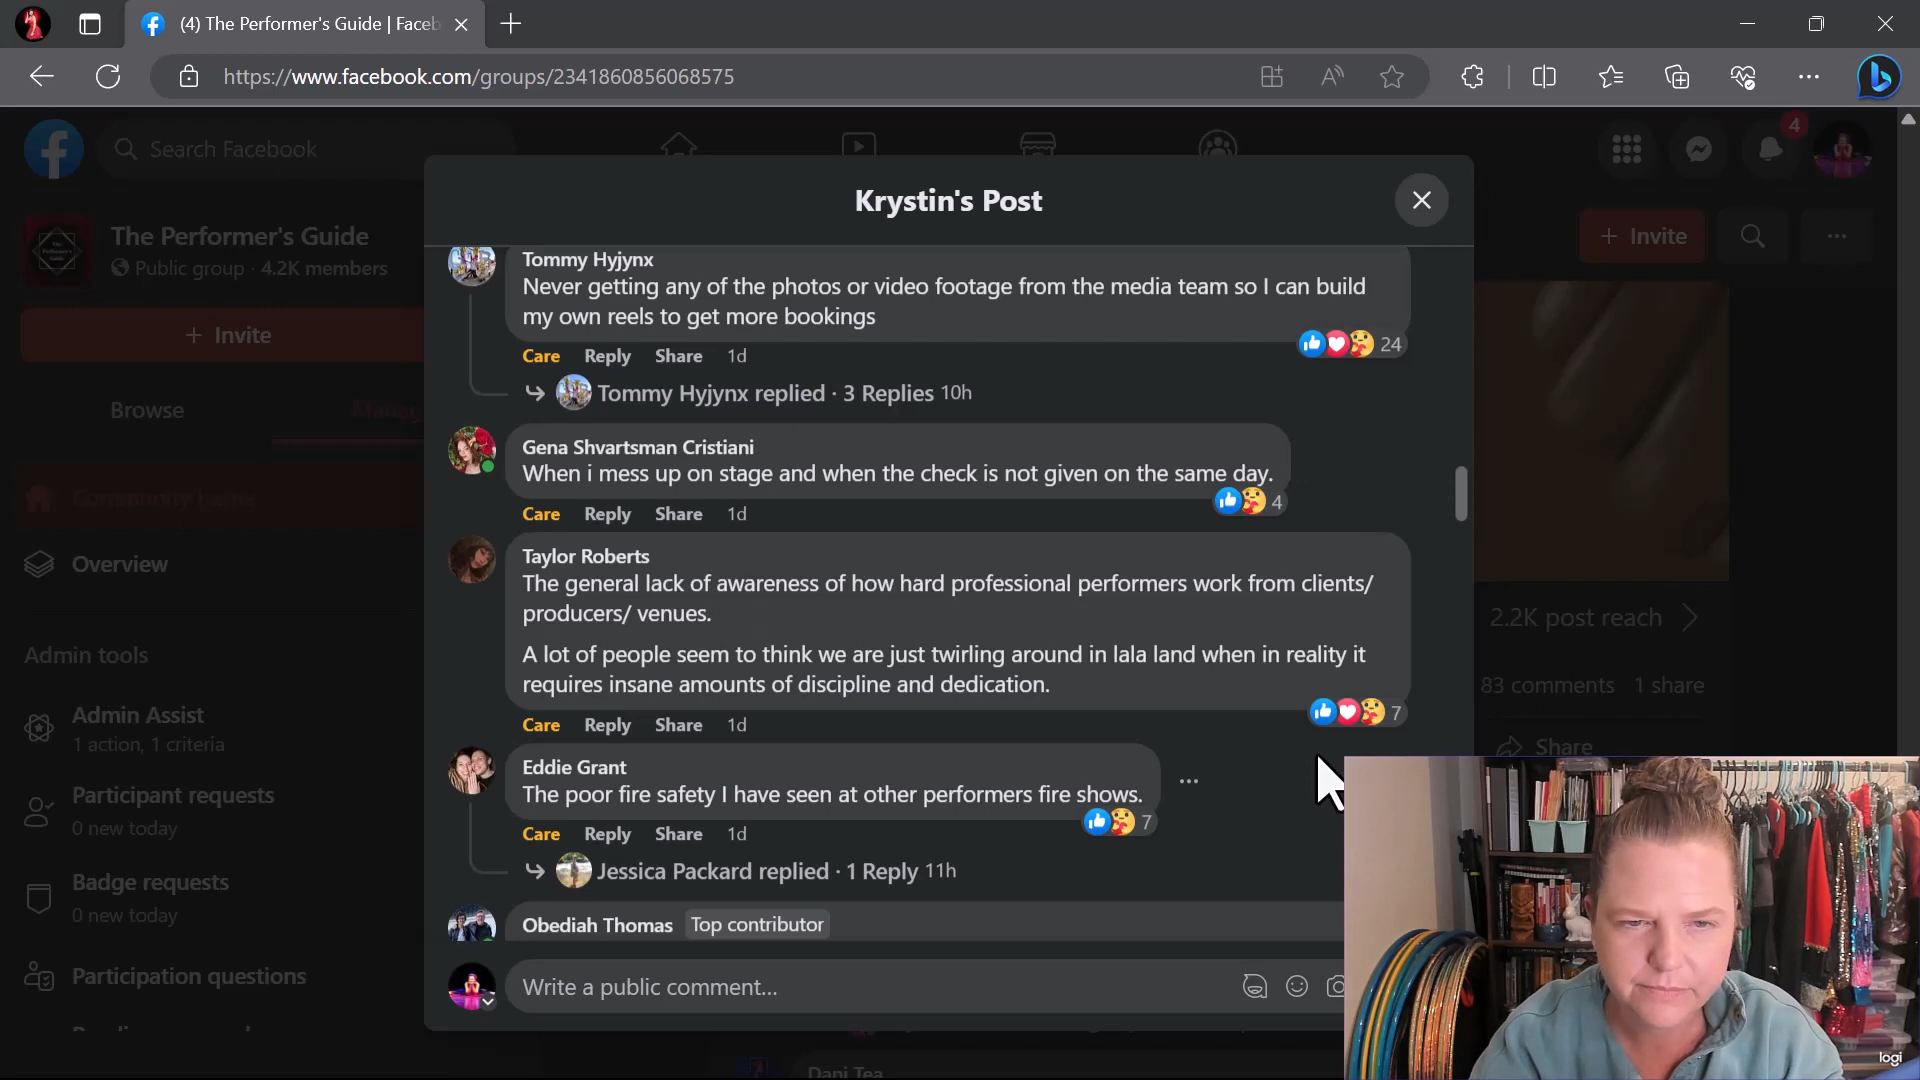 (4) The Performer's Guide | Faceb
https://www.facebook.com/groups/2341860856068575
Search Facebook
4
The Performer's Guide
Public group · 4.2K members
+ Invite
Browse
Manag
Community home
Overview
Admin tools
Admin Assist
1 action, 1 criteria
Participant requests
0 new today
Badge requests
0 new today
Participation questions
Krystin's Post
Tommy Hyjynx
Never getting any of the photos or video footage from the media team so I can build
my own reels to get more bookings
24
Care Reply Share 1d
Tommy Hyjynx replied · 3 Replies 10h
Gena Shvartsman Cristiani
When i mess up on stage and when the check is not given on the same day.
4
Care Reply Share 1d
Taylor Roberts
The general lack of awareness of how hard professional performers work from clients/
producers/ venues.
A lot of people seem to think we are just twirling around in lala land when in reality it
requires insane amounts of discipline and dedication.
7
Care Reply Share 1d
Eddie Grant
The poor fire safety I have seen at other performers fire shows.
7
Care Reply Share 1d
Jessica Packard replied · 1 Reply 11h
Obediah Thomas Top contributor
Write a public comment...
+ Invite
2.2K post reach
83 comments 1 share
Share
Dani Tea
logi